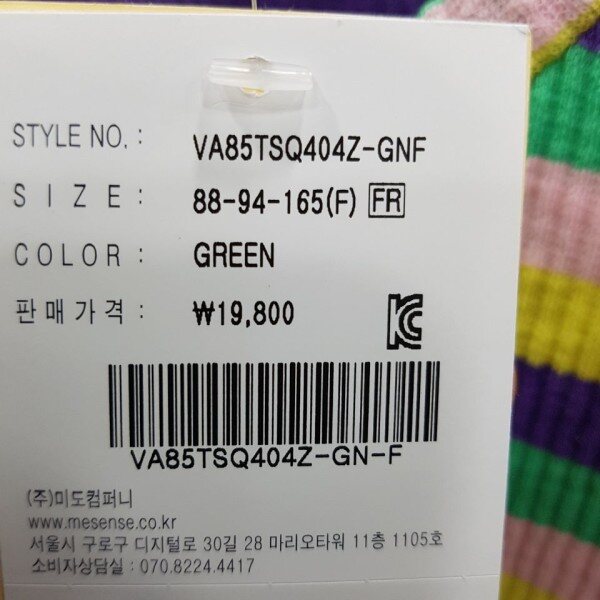 STYLE NO. : VA85TSQ404Z-GNF
SIZE : 88-94-165(F) FR
COLOR : GREEN
판매가격 : ₩19,800
KC
VA85TSQ404Z-GN-F
(주)미도컴퍼니
www.mesense.co.kr
서울시 구로구 디지털로 30길 28 마리오타워 11층 1105호
소비자상담실 : 070.8224.4417